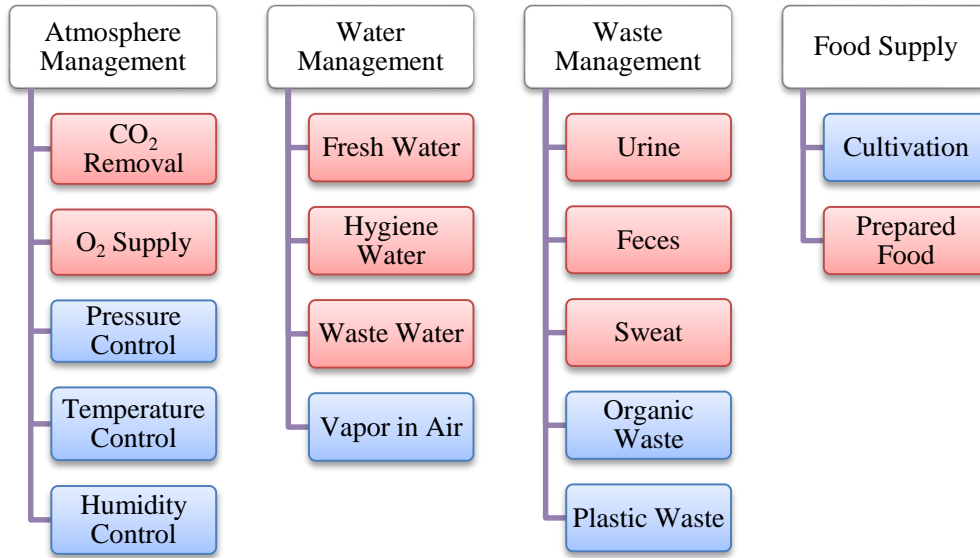 Atmosphere
Management
CO₂
Removal
O₂ Supply
Pressure
Control
Temperature
Control
Humidity
Control
Water
Management
Fresh Water
Hygiene
Water
Waste Water
Vapor in Air
Waste
Management
Urine
Feces
Sweat
Organic
Waste
Plastic Waste
Food Supply
Cultivation
Prepared
Food